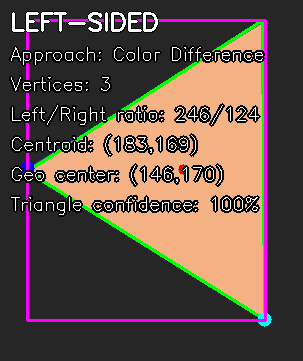 LEFT-SIDED
Approach: Color Difference
Vertices: 3
Left/Right ratio: 246/124
Centroid: (183,169)
Geo center: (146,170)
Triangle confidence: 100%